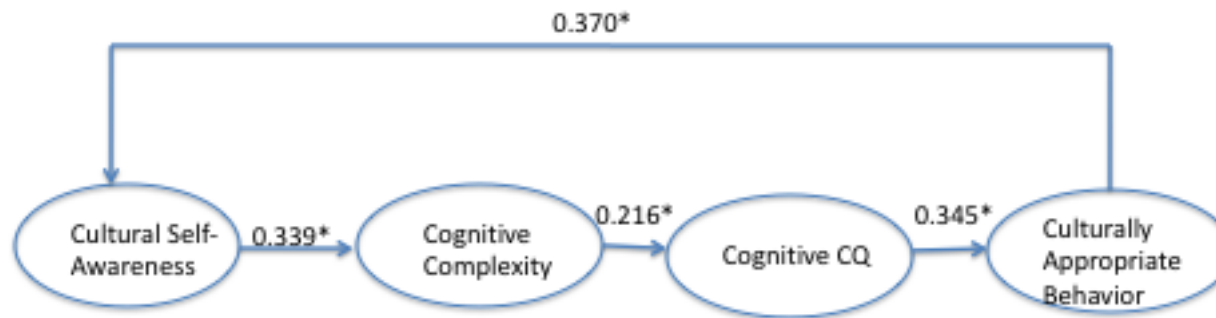 0.370*
Cultural Self-
Awareness
0.339*
Cognitive
Complexity
0.216*
Cognitive CQ
0.345*
Culturally
Appropriate
Behavior